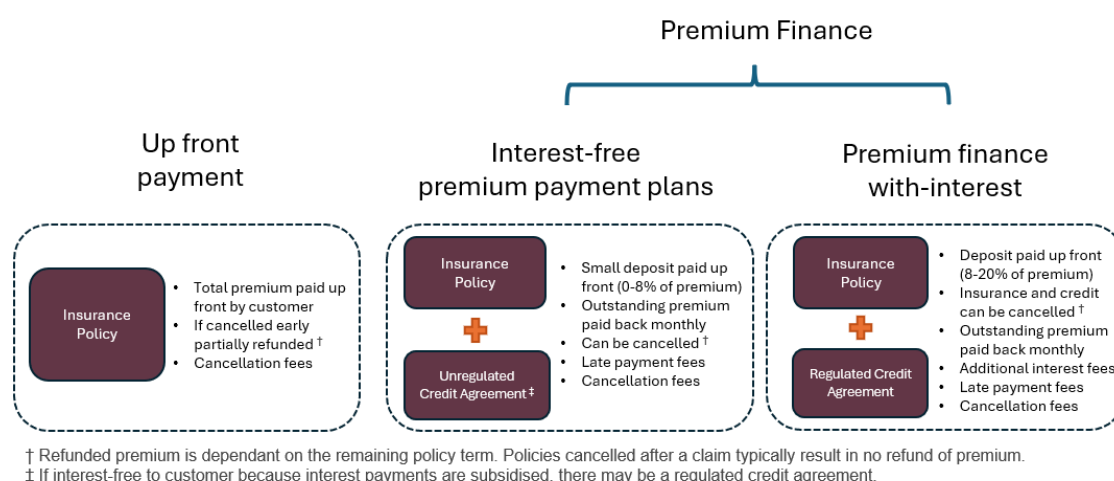 Premium Finance
Up front
payment
Interest-free
premium payment plans
Premium finance
with-interest
Insurance
Policy
• Total premium paid up
front by customer
• If cancelled early
partially refunded †
• Cancellation fees
Insurance
Policy
Unregulated
Credit Agreement ‡
• Small deposit paid up
front (0-8% of premium)
• Outstanding premium
paid back monthly
• Can be cancelled †
• Late payment fees
• Cancellation fees
Insurance
Policy
Regulated Credit
Agreement
• Deposit paid up front
(8-20% of premium)
• Insurance and credit
can be cancelled †
• Outstanding premium
paid back monthly
• Additional interest fees
• Late payment fees
• Cancellation fees
† Refunded premium is dependant on the remaining policy term. Policies cancelled after a claim typically result in no refund of premium.
‡ If interest-free to customer because interest payments are subsidised, there may be a regulated credit agreement.